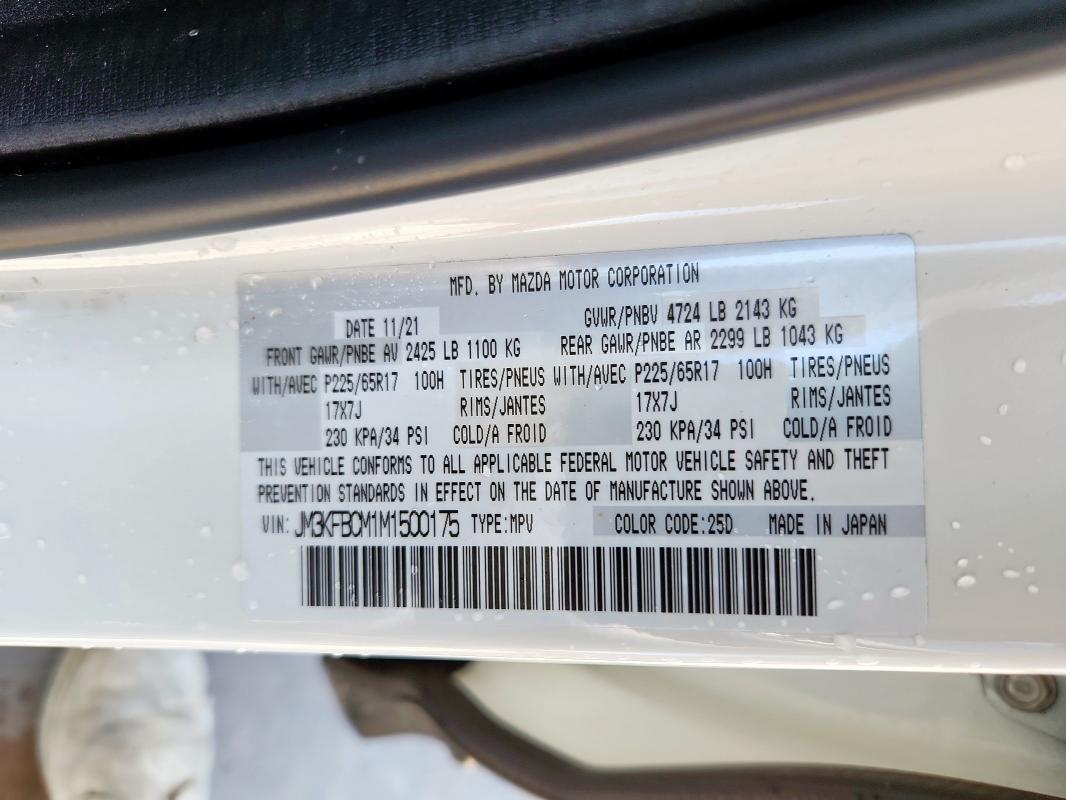 MFD. BY MAZDA MOTOR CORPORATION
DATE 11/21 GVWR/PNBV 4724 LB 2143 KG
FRONT GAWR/PNBE AV 2425 LB 1100 KG REAR GAWR/PNBE AR 2299 LB 1043 KG
WITH/AVEC P225/65R17 100H TIRES/PNEUS WITH/AVEC P225/65R17 100H TIRES/PNEUS
17X7J RIMS/JANTES 17X7J RIMS/JANTES
230 KPA/34 PSI COLD/A FROID 230 KPA/34 PSI COLD/A FROID
THIS VEHICLE CONFORMS TO ALL APPLICABLE FEDERAL MOTOR VEHICLE SAFETY AND THEFT
PREVENTION STANDARDS IN EFFECT ON THE DATE OF MANUFACTURE SHOWN ABOVE.
VIN: JM3KFBCM1M1500175 TYPE:MPV COLOR CODE:25D MADE IN JAPAN